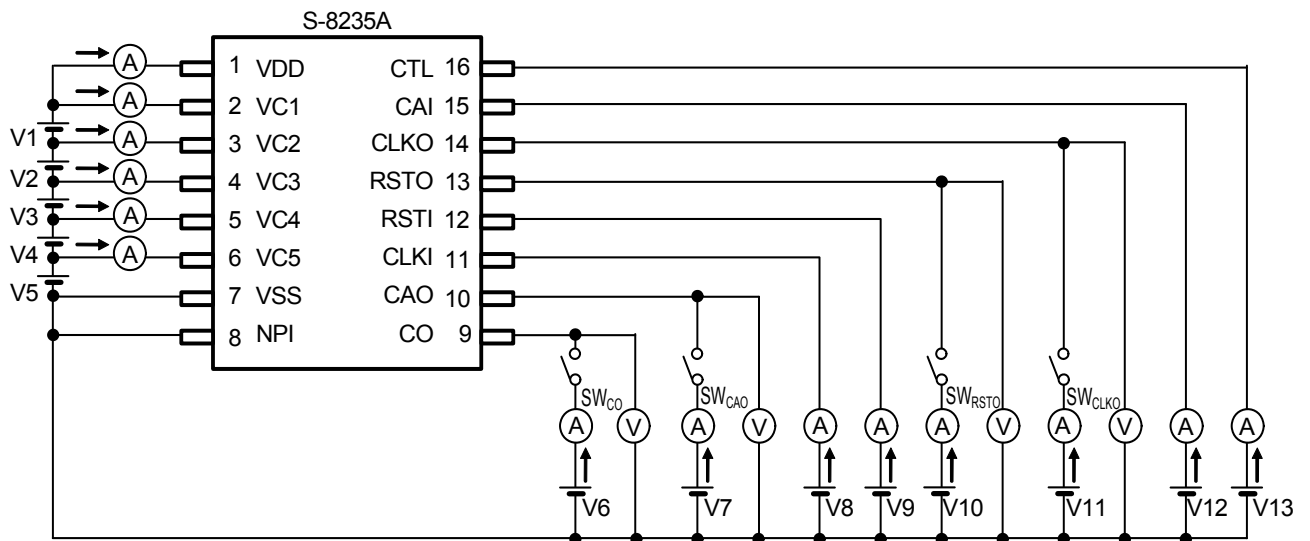 S-8235A
A
1 VDD
CTL 16
A
2 VC1
CAI 15
V1
A
3 VC2
CLKO 14
V2
A
4 VC3
RSTO 13
V3
A
5 VC4
RSTI 12
V4
A
6 VC5
CLKI 11
V5
7 VSS
CAO 10
8 NPI
CO 9
SWCO
SWCAO
SWRSTO
SWCLKO
A
V
A
V
A
A
A
V
A
V
A
A
V6
V7
V8
V9
V10
V11
V12
V13